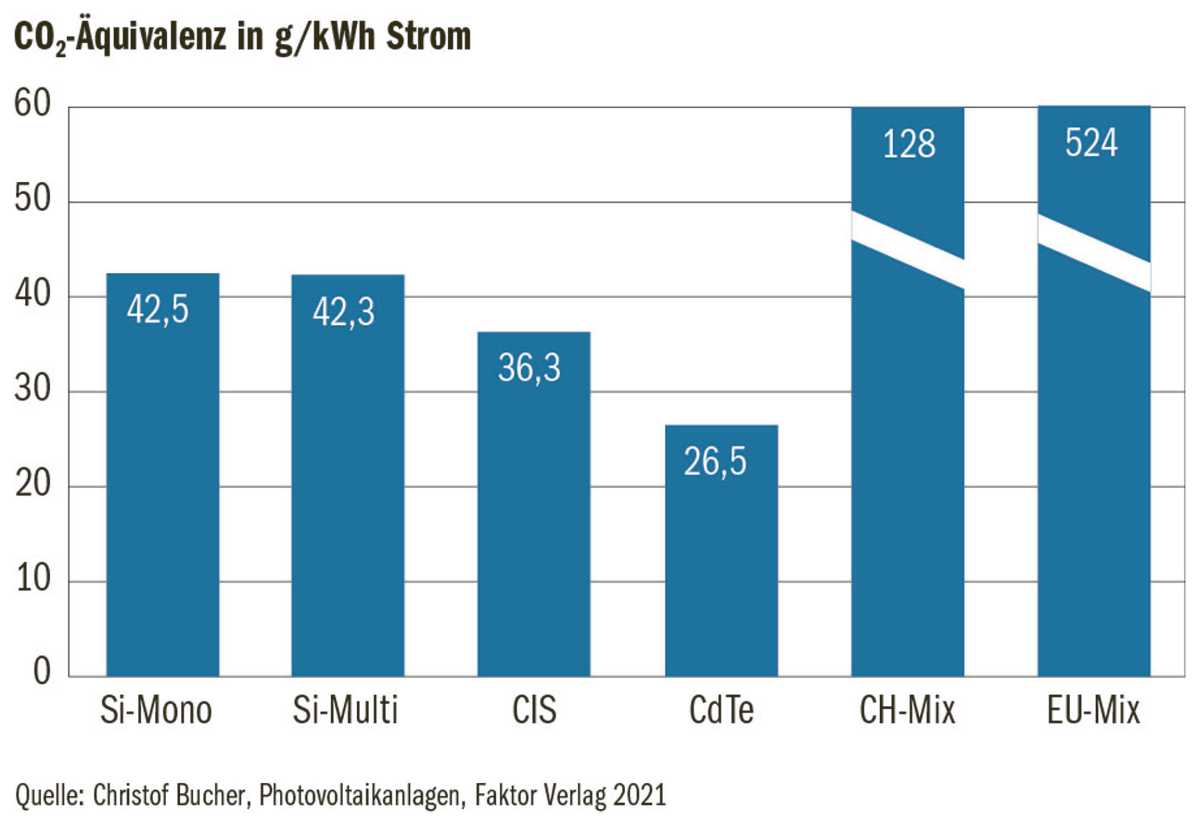 CO₂-Äquivalenz in g/kWh Strom
60
50
40
30
20
10
0
42,5
42,3
36,3
26,5
128
524
Si-Mono
Si-Multi
CIS
CdTe
CH-Mix
EU-Mix
Quelle: Christof Bucher, Photovoltaikanlagen, Faktor Verlag 2021